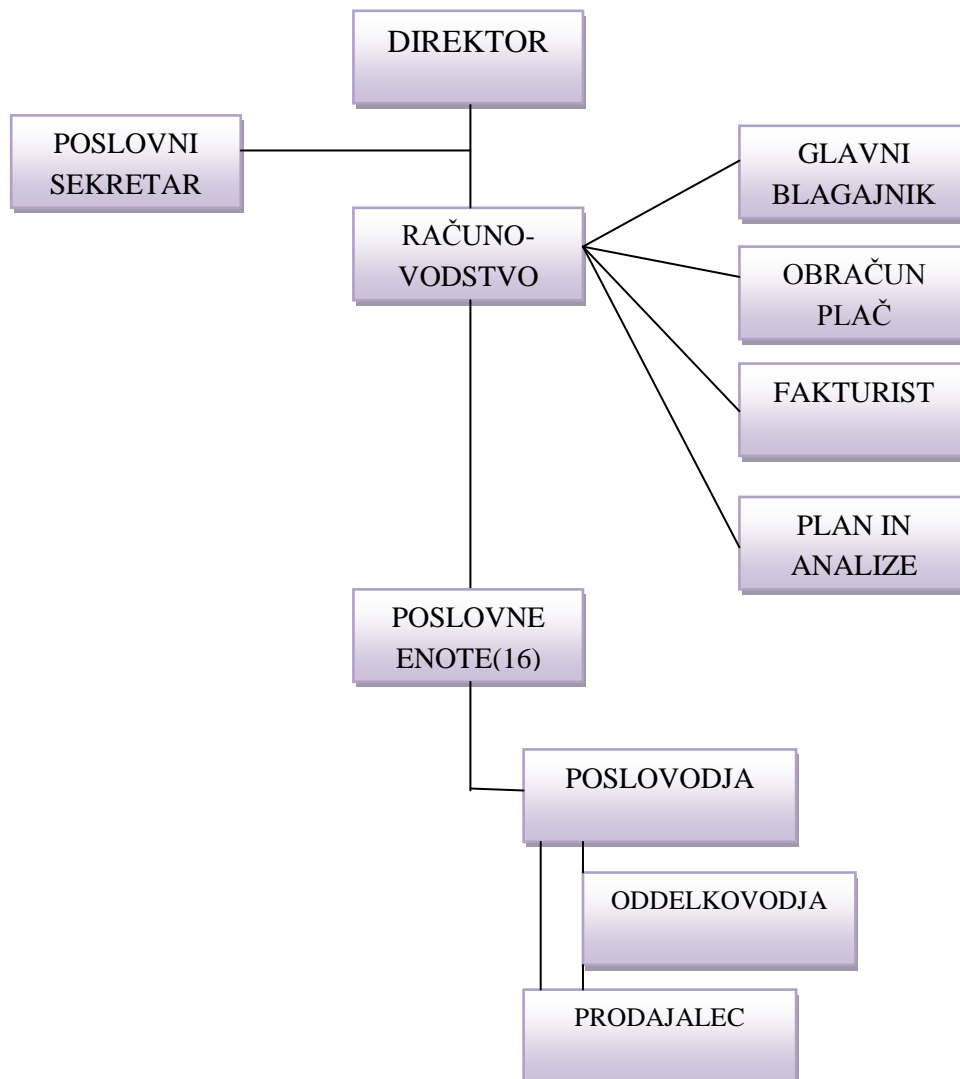 DIREKTOR
POSLOVNI
SEKRETAR
GLAVNI
BLAGAJNIK
RAČUNO-
VODSTVO
OBRAČUN
PLAČ
FAKTURIST
PLAN IN
ANALIZE
POSLOVNE
ENOTE(16)
POSLOVODJA
ODDELKOVODJA
PRODAJALEC